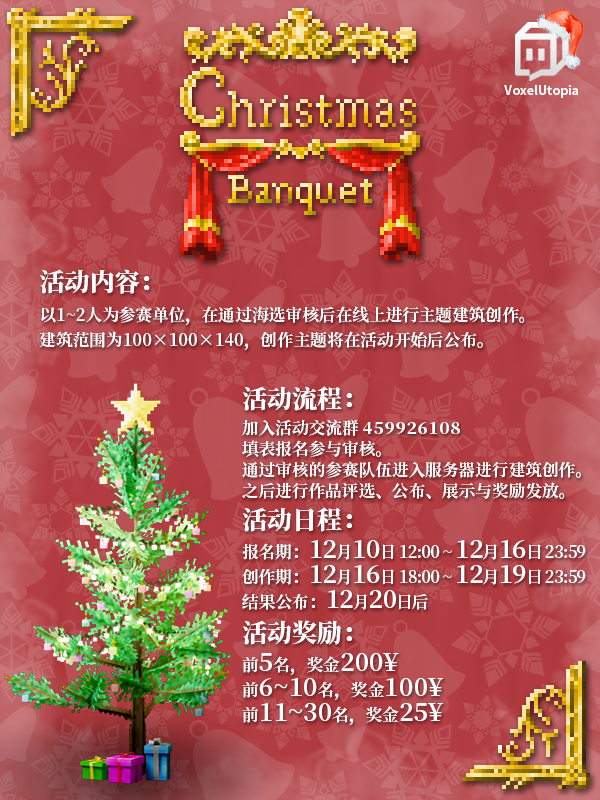 VoxelUtopia
Christmas
Banquet
活动内容：
以1~2人为参赛单位，在通过海选审核后在线上进行主题建筑创作。
建筑范围为100×100×140，创作主题将在活动开始后公布。
活动流程：
加入活动交流群 459926108
填表报名参与审核。
通过审核的参赛队伍进入服务器进行建筑创作。
之后进行作品评选、公布、展示与奖励发放。
活动日程：
报名期：12月10日 12:00 ~ 12月16日 23:59
创作期：12月16日 18:00 ~ 12月19日 23:59
结果公布：12月20日后
活动奖励：
前5名，奖金200¥
前6~10名，奖金100¥
前11~30名，奖金25¥